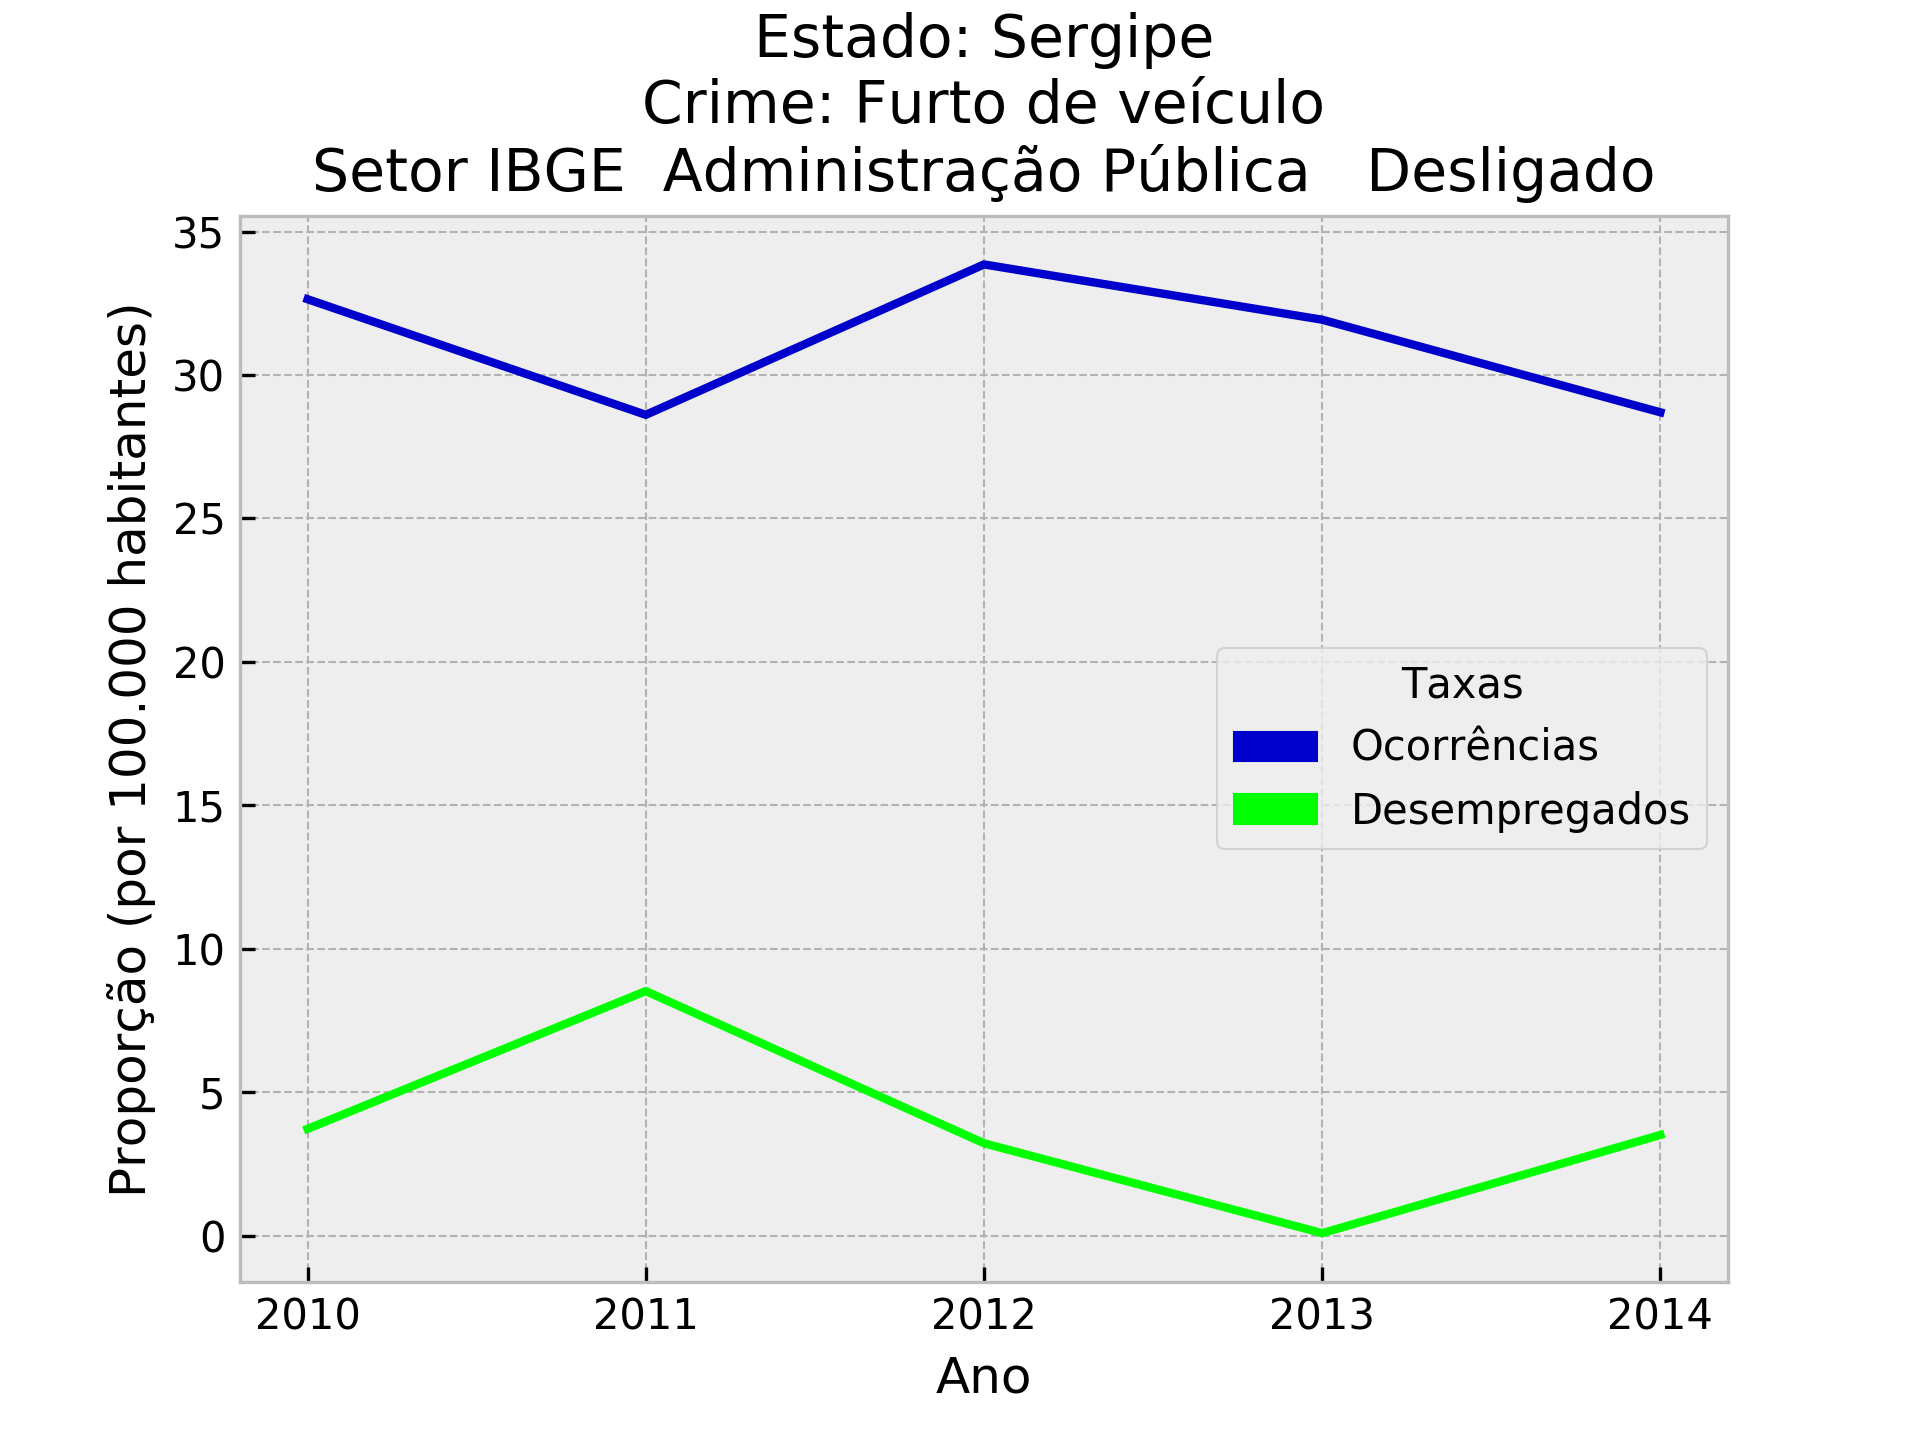 Estado: Sergipe
Crime: Furto de veículo
Setor IBGE  Administração Pública   Desligado
Proporção (por 100.000 habitantes)
35
30
25
20
15
10
5
0
Taxas
Ocorrências
Desempregados
2010 2011 2012 2013 2014
Ano